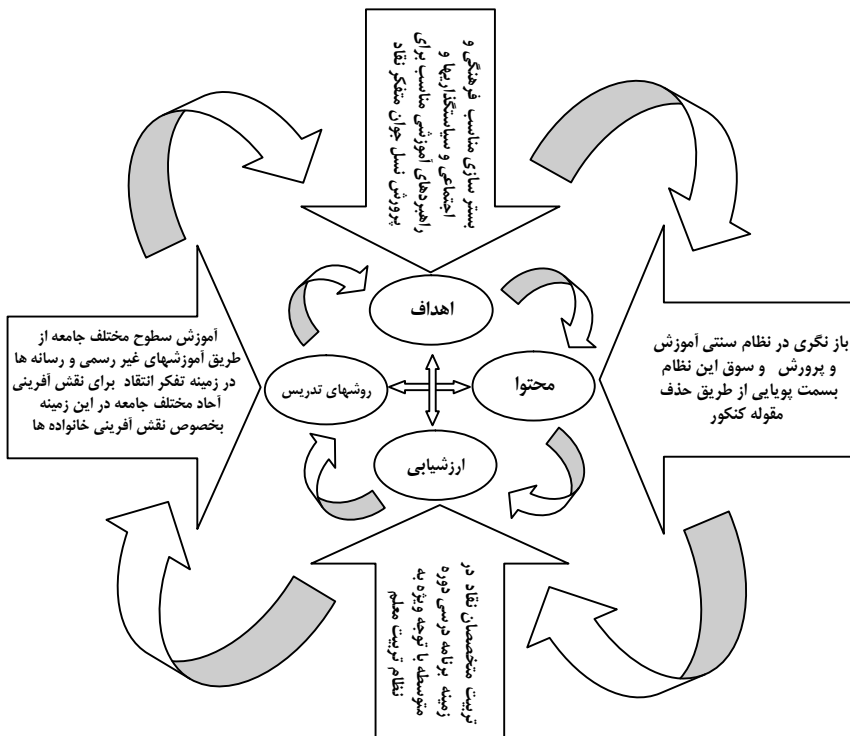 بستر سازی مناسب فرهنگی و
اجتماعی و سیاستگذاریها و
راهبردهای آموزشی مناسب برای
پرورش نسل جوان متفکر نقاد
اهداف
آموزش سطوح مختلف جامعه از
طریق آموزشهای غیر رسمی و رسانه ها
در زمینه تفکر انتقاد برای نقش آفرینی
آحاد مختلف جامعه در این زمینه
بخصوص نقش آفرینی خانواده ها
روشهای تدریس
محتوا
باز نگری در نظام سنتی آموزش
و پرورش و سوق این نظام
بسمت پویایی از طریق حذف
مقوله کنکور
ارزشیابی
تربیت متخصصان نقاد در
زمینه برنامه درسی دوره
متوسطه با توجه ویژه به
نظام تربیت معلم